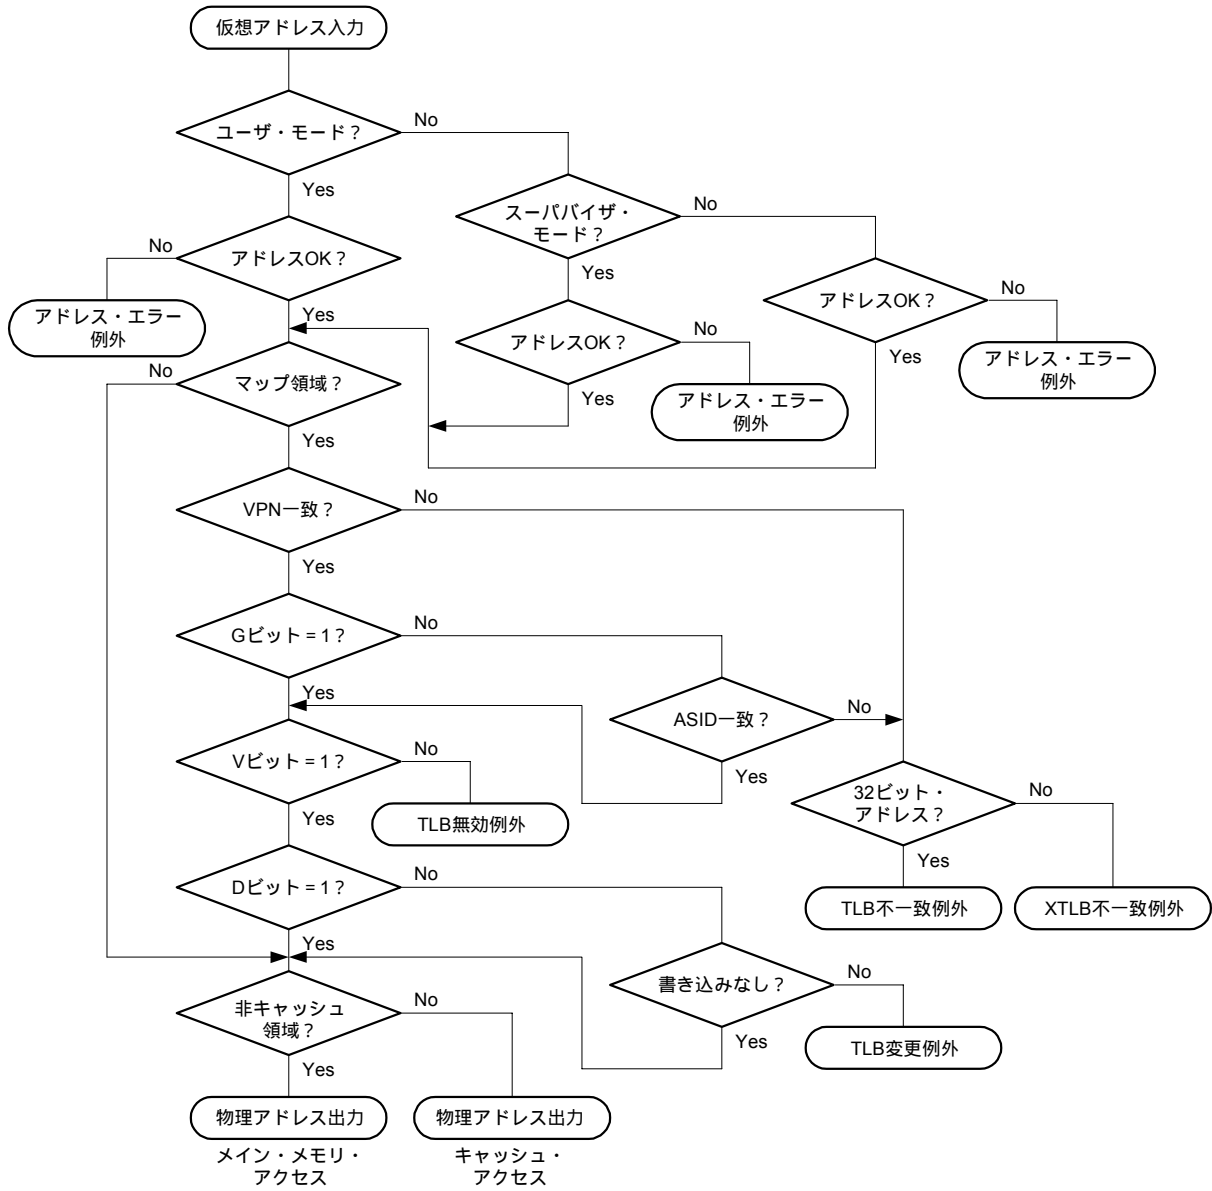 仮想アドレス入力
ユーザ・モード？
No
Yes
スーパバイザ・
モード？
No
Yes
No
アドレスOK？
Yes
アドレス・エラー
例外
アドレスOK？
No
Yes
アドレス・エラー
例外
アドレスOK？
No
Yes
アドレス・エラー
例外
No
マップ領域？
Yes
VPN一致？
No
Yes
Gビット = 1？
No
Yes
ASID一致？
No
Yes
Vビット = 1？
No
Yes
TLB無効例外
32ビット・
アドレス？
No
Yes
TLB不一致例外
XTLB不一致例外
Dビット = 1？
No
Yes
書き込みなし？
No
Yes
TLB変更例外
非キャッシュ
領域？
No
Yes
物理アドレス出力
物理アドレス出力
メイン・メモリ・
アクセス
キャッシュ・
アクセス